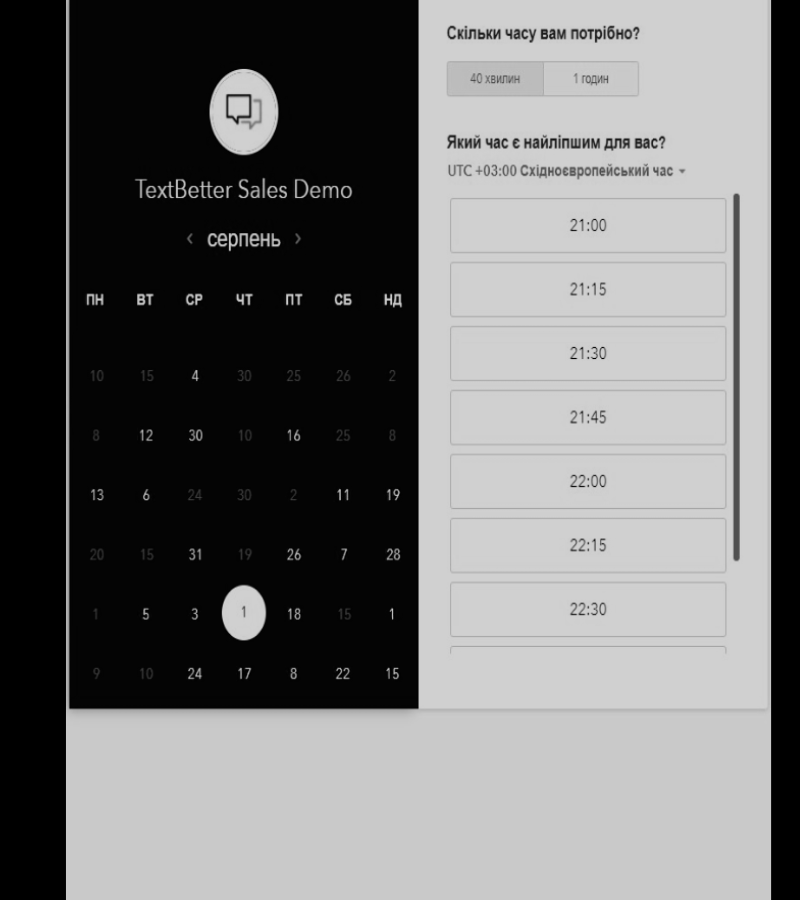 TextBetter Sales Demo
‹ серпень ›
ПН ВТ СР ЧТ ПТ СБ НД
10 15 4 30 25 26 2
8 12 30 10 16 25 8
13 6 24 30 2 11 19
20 15 31 19 26 7 28
1 5 3 1 18 15 1
9 10 24 17 8 22 15
Скільки часу вам потрібно?
40 хвилин 1 годин
Який час є найліпшим для вас?
UTC +03:00 Східноєвропейський час
21:00
21:15
21:30
21:45
22:00
22:15
22:30